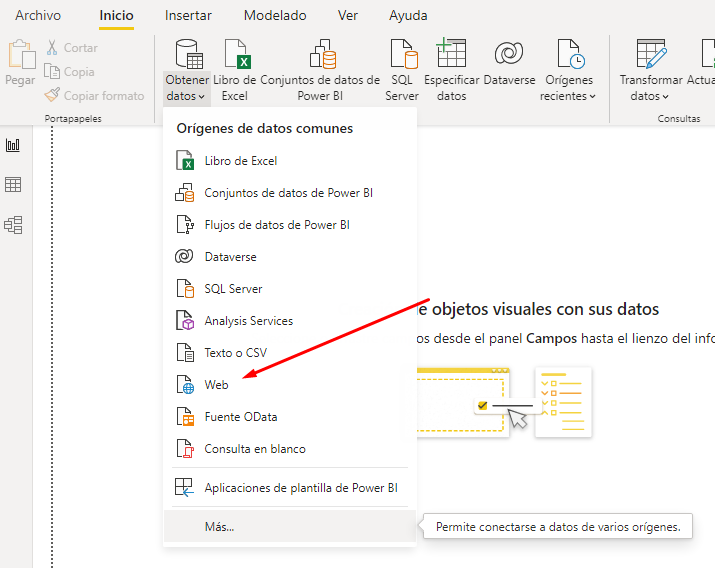 Archivo Inicio Insertar Modelado Ver Ayuda
Pegar
Cortar
Copia
Copiar formato
Portapapeles
Obtener
datos
Libro de
Excel
Conjuntos de datos de
Power BI
SQL
Server
Especificar
datos
Dataverse
Orígenes
recientes
Transformar
datos
Actua
Consultas
Orígenes de datos comunes
Libro de Excel
Conjuntos de datos de Power BI
Flujos de datos de Power BI
Dataverse
SQL Server
Analysis Services
Texto o CSV
Web
Fuente OData
Consulta en blanco
Aplicaciones de plantilla de Power BI
Más...
Permite conectarse a datos de varios orígenes.
e objetos visuales con sus datos
os desde el panel Campos hasta el lienzo del info